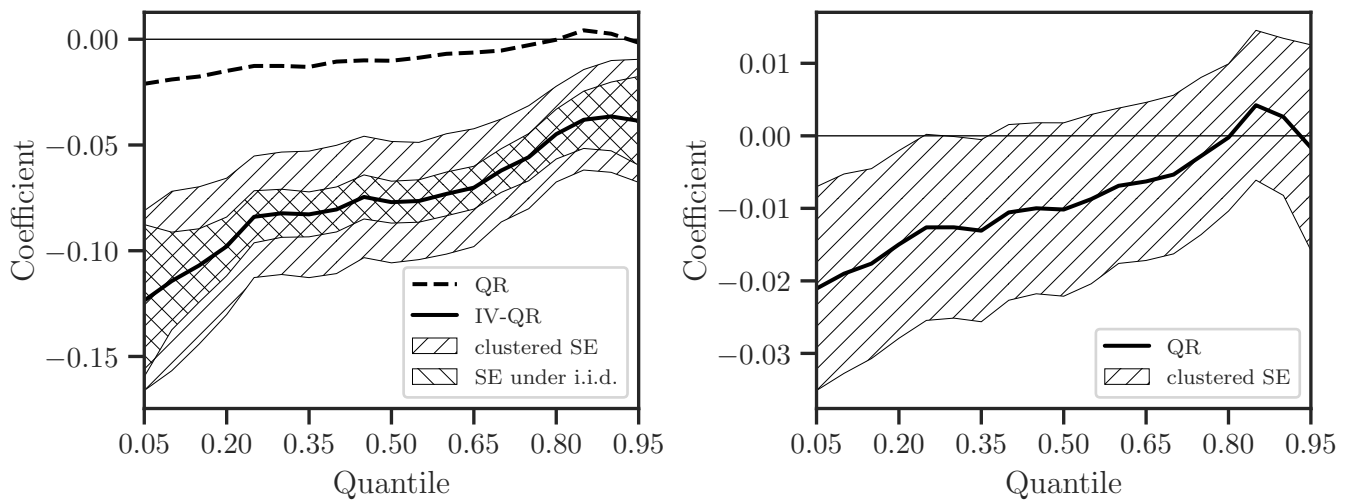 Coefficient
0.00
−0.05
−0.10
−0.15
QR
IV-QR
clustered SE
SE under i.i.d.
0.05 0.20 0.35 0.50 0.65 0.80 0.95
Quantile
Coefficient
0.01
0.00
−0.01
−0.02
−0.03
QR
clustered SE
0.05 0.20 0.35 0.50 0.65 0.80 0.95
Quantile